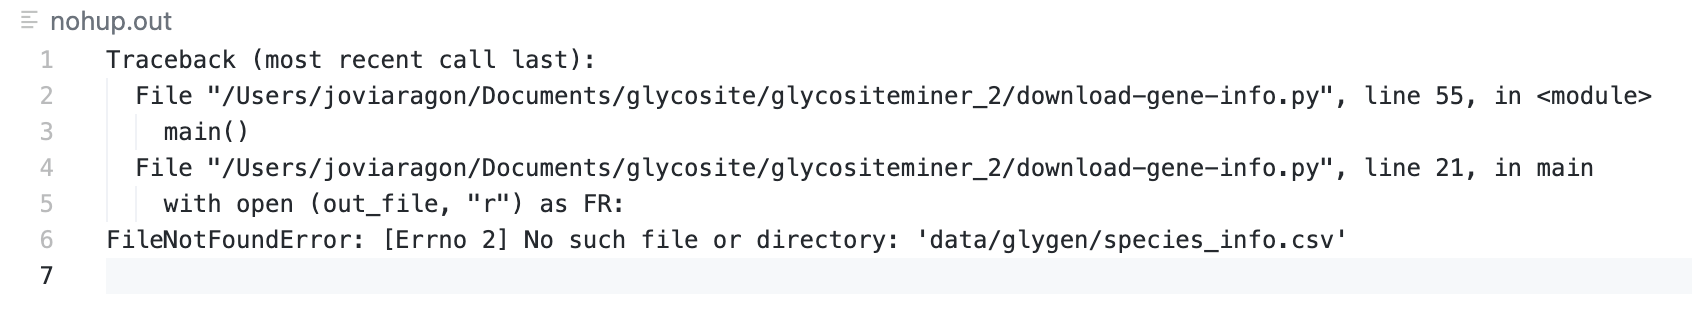 nohup.out
1 Traceback (most recent call last):
2 File "/Users/joviaragon/Documents/glycosite/glycositeminer_2/download-gene-info.py", line 55, in <module>
3 main()
4 File "/Users/joviaragon/Documents/glycosite/glycositeminer_2/download-gene-info.py", line 21, in main
5 with open (out_file, "r") as FR:
6 FileNotFoundError: [Errno 2] No such file or directory: 'data/glygen/species_info.csv'
7